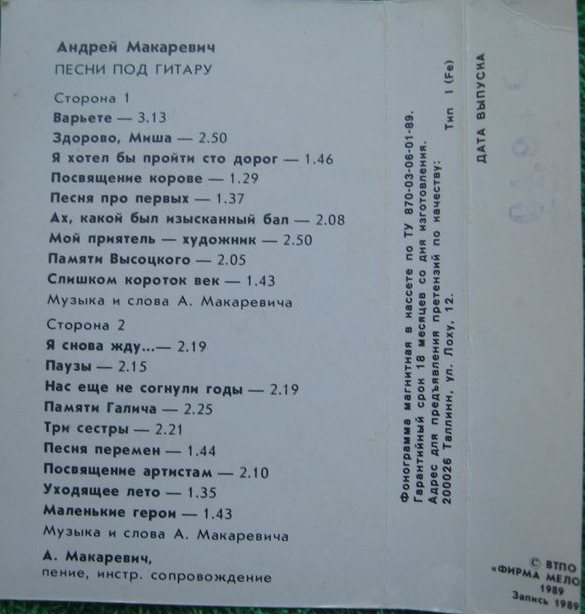 Андрей Макаревич
ПЕСНИ ПОД ГИТАРУ
Сторона 1
Варьете — 3.13
Здорово, Миша — 2.50
Я хотел бы пройти сто дорог — 1.46
Посвящение корове — 1.29
Песня про первых — 1.37
Ах, какой был изысканный бал — 2.08
Мой приятель — художник — 2.50
Памяти Высоцкого — 2.05
Слишком короток век — 1.43
Музыка и слова А. Макаревича
Сторона 2
Я снова жду...— 2.19
Паузы — 2.15
Нас еще не согнули годы — 2.19
Памяти Галича — 2.25
Три сестры — 2.21
Песня перемен — 1.44
Посвящение артистам — 2.10
Уходящее лето — 1.35
Маленькие герои — 1.43
Музыка и слова А. Макаревича
А. Макаревич,
пение, инстр. сопровождение
Фонограмма магнитная в кассете по ТУ 870-03-06-01-89.
Гарантийный срок 18 месяцев со дня изготовления.
Адрес для предъявления претензий по качеству:
200026 Таллинн, ул. Лоху, 12. Тип I (Fe)
ДАТА ВЫПУСКА
© ВТПО
«ФИРМА МЕЛО
1989
Запись 1989